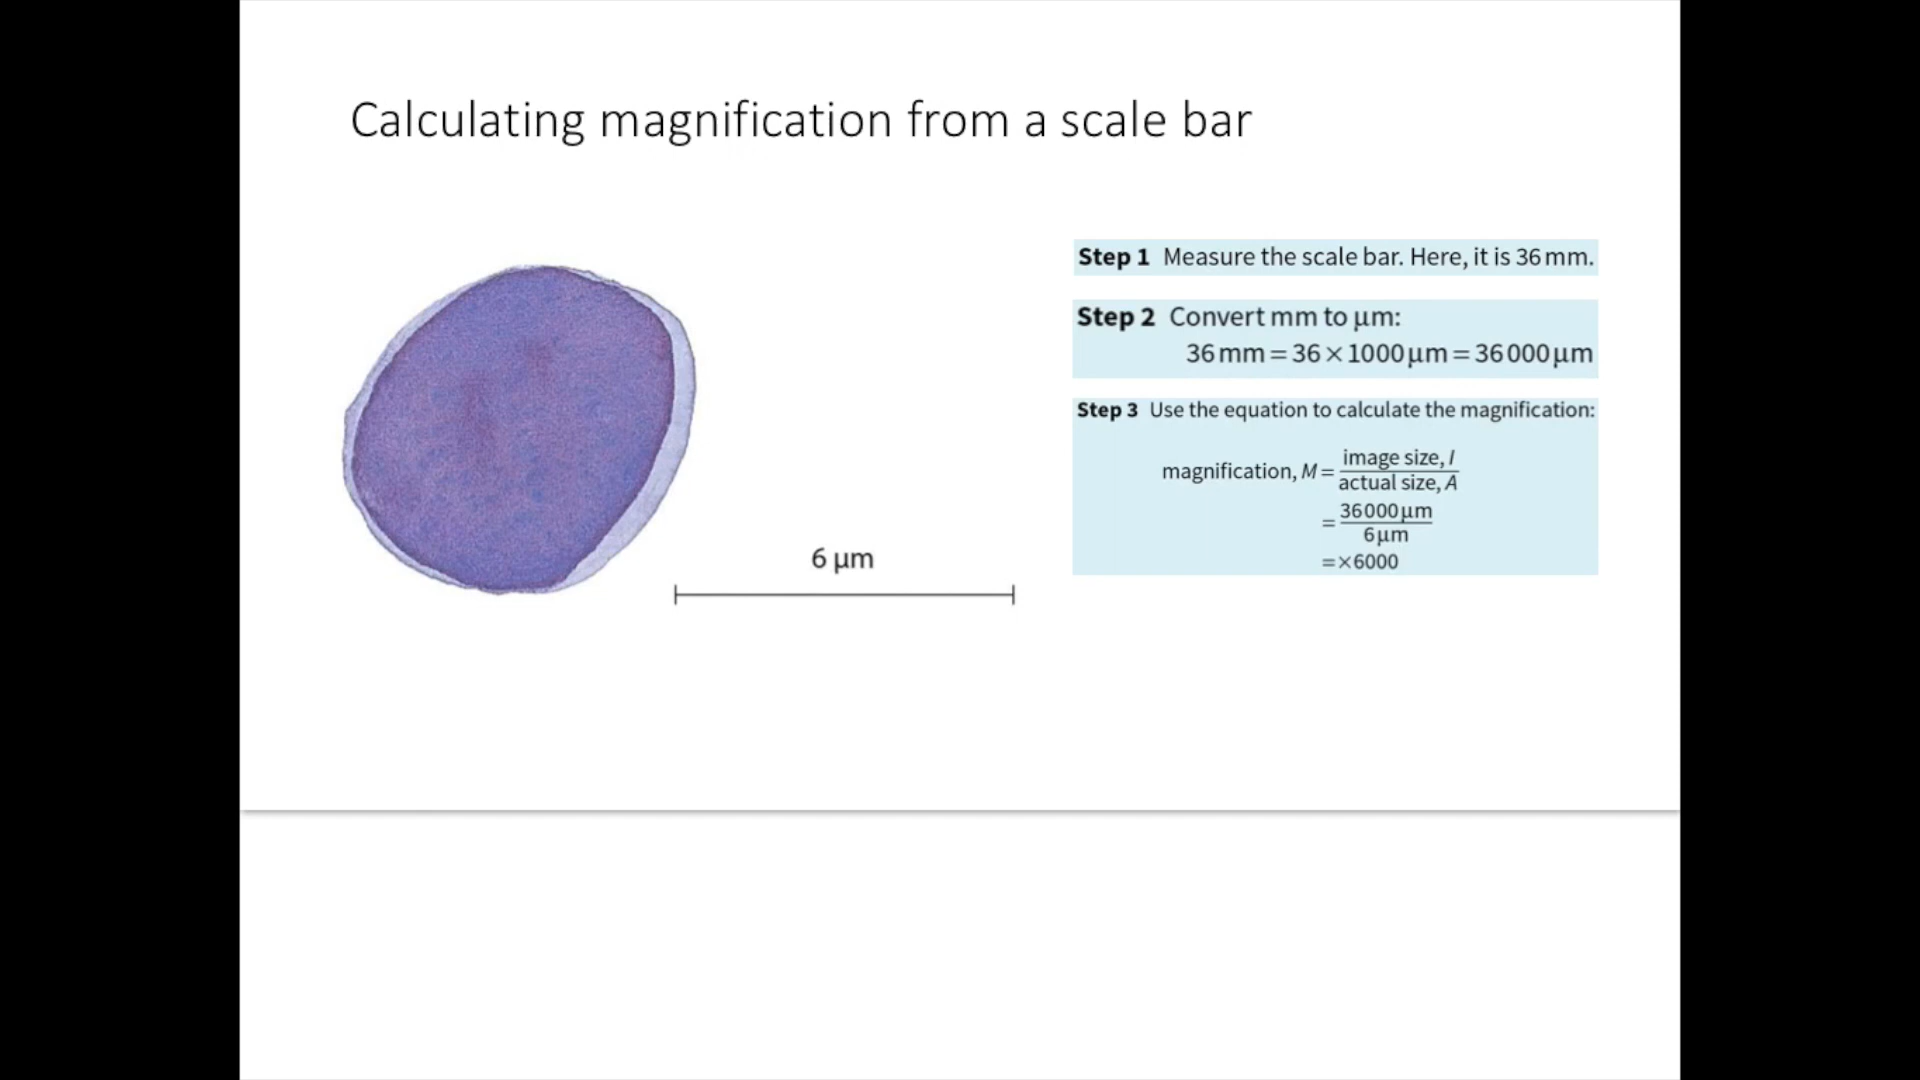 Calculating magnification from a scale bar
6 µm
Step 1 Measure the scale bar. Here, it is 36 mm.
Step 2 Convert mm to µm:
36 mm = 36 × 1000 µm = 36 000 µm
Step 3 Use the equation to calculate the magnification:
magnification, M = image size, I / actual size, A
= 36 000 µm / 6 µm
= ×6000